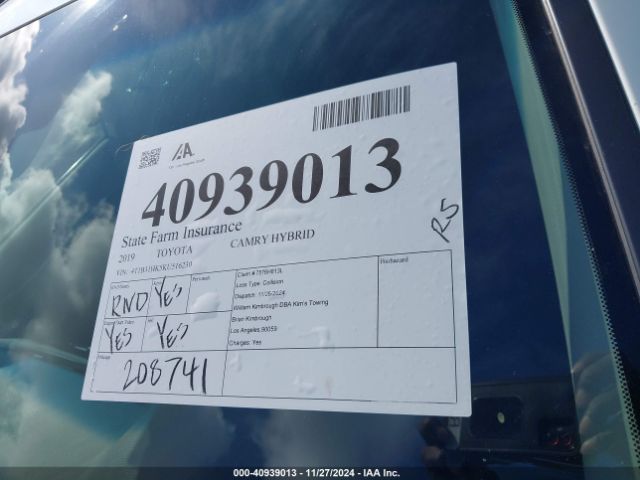 IAA
40939013
State Farm Insurance
2019 TOYOTA CAMRY HYBRID
R5
RND
YES
Loss Type: Collision
Dispatch: 11/25/2024
William Kimbrough DBA Kim's Towing
Brian Kimbrough
Los Angeles, 90059
Charges: Yes
YES
YES
208741
000-40939013 - 11/27/2024 - IAA Inc.